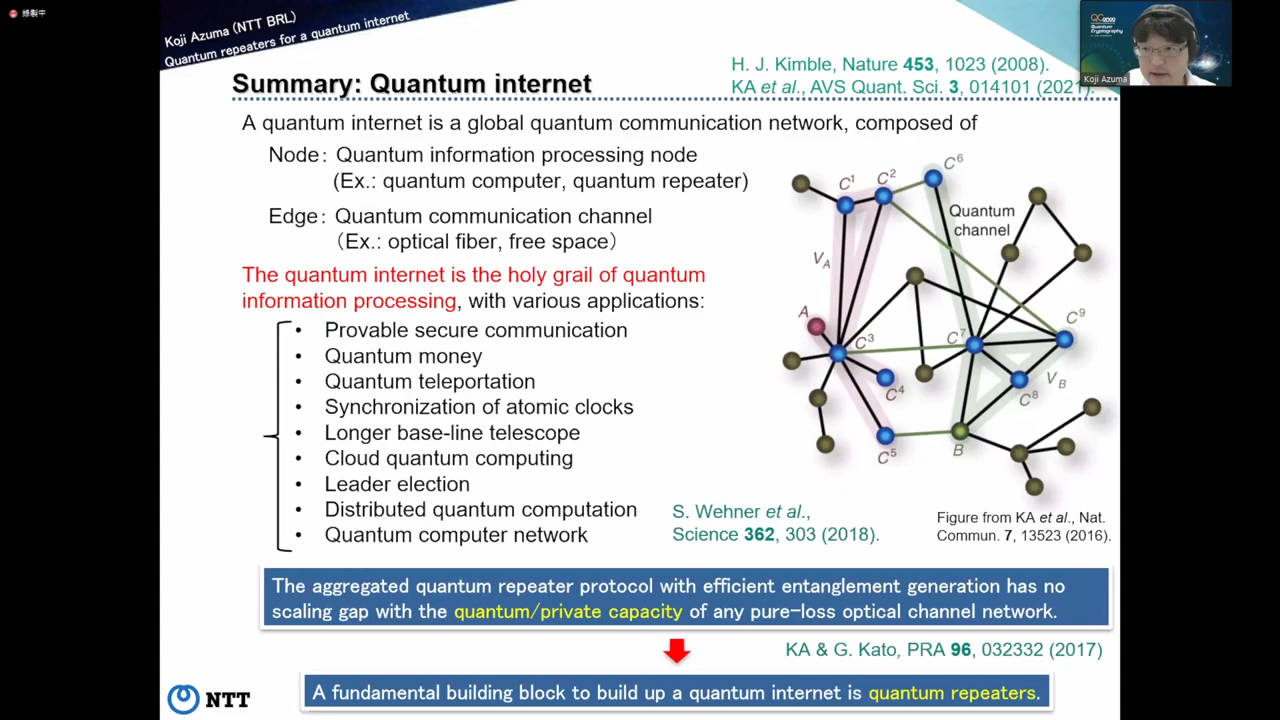 錄製中
Koji Azuma (NTT BRL)
Quantum repeaters for a quantum internet
Summary: Quantum internet
H. J. Kimble, Nature 453, 1023 (2008).
KA et al., AVS Quant. Sci. 3, 014101 (2021).
QC2022
Quantum
Cryptography
Koji Azuma
A quantum internet is a global quantum communication network, composed of
Node: Quantum information processing node
(Ex.: quantum computer, quantum repeater)
Edge: Quantum communication channel
(Ex.: optical fiber, free space)
The quantum internet is the holy grail of quantum
information processing, with various applications:
• Provable secure communication
• Quantum money
• Quantum teleportation
• Synchronization of atomic clocks
• Longer base-line telescope
• Cloud quantum computing
• Leader election
• Distributed quantum computation
• Quantum computer network
S. Wehner et al.,
Science 362, 303 (2018).
C1
C2
C6
Quantum
channel
VA
A
C3
C7
C9
C4
C8
VB
C5
B
Figure from KA et al., Nat.
Commun. 7, 13523 (2016).
The aggregated quantum repeater protocol with efficient entanglement generation has no
scaling gap with the quantum/private capacity of any pure-loss optical channel network.
KA & G. Kato, PRA 96, 032332 (2017)
A fundamental building block to build up a quantum internet is quantum repeaters.
NTT